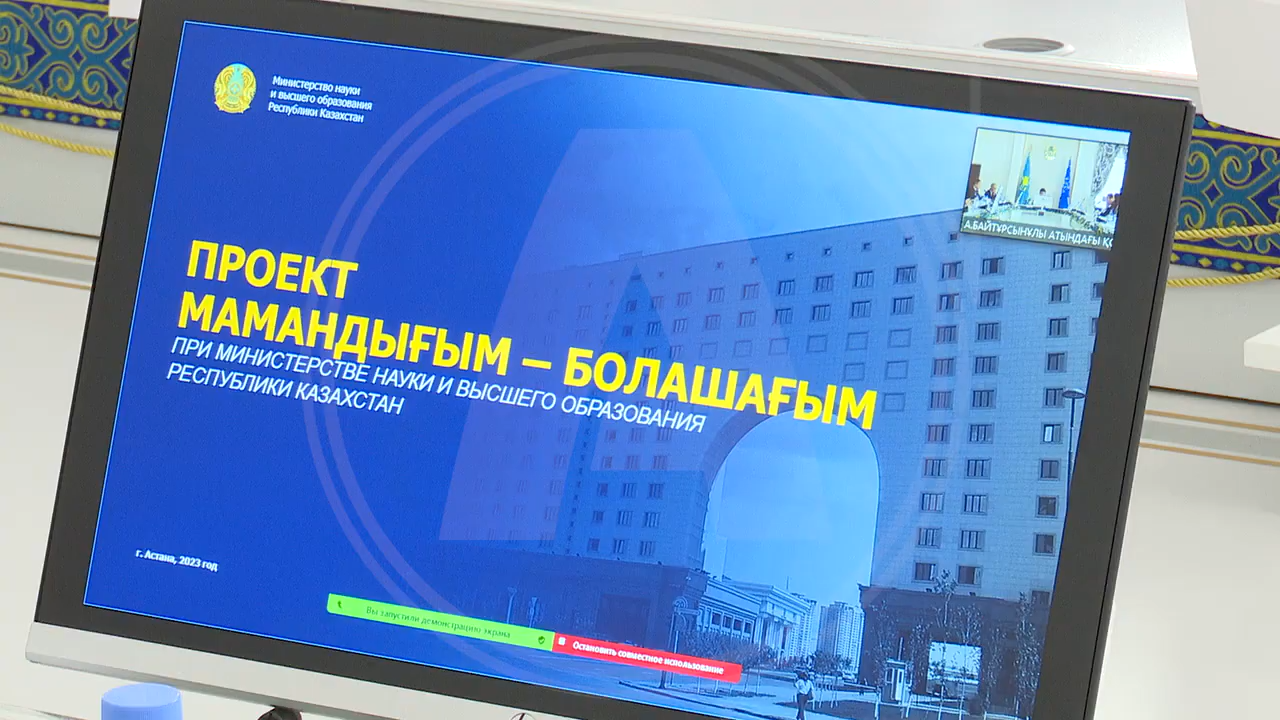 Министерство науки
и высшего образования
Республики Казахстан
А.БАЙТҰРСЫНҰЛЫ АТЫНДАҒЫ ҚО
ПРОЕКТ
МАМАНДЫҒЫМ – БОЛАШАҒЫМ
ПРИ МИНИСТЕРСТВЕ НАУКИ И ВЫСШЕГО ОБРАЗОВАНИЯ
РЕСПУБЛИКИ КАЗАХСТАН
г. Астана, 2023 год
Вы запустили демонстрацию экрана
Остановить совместное использование